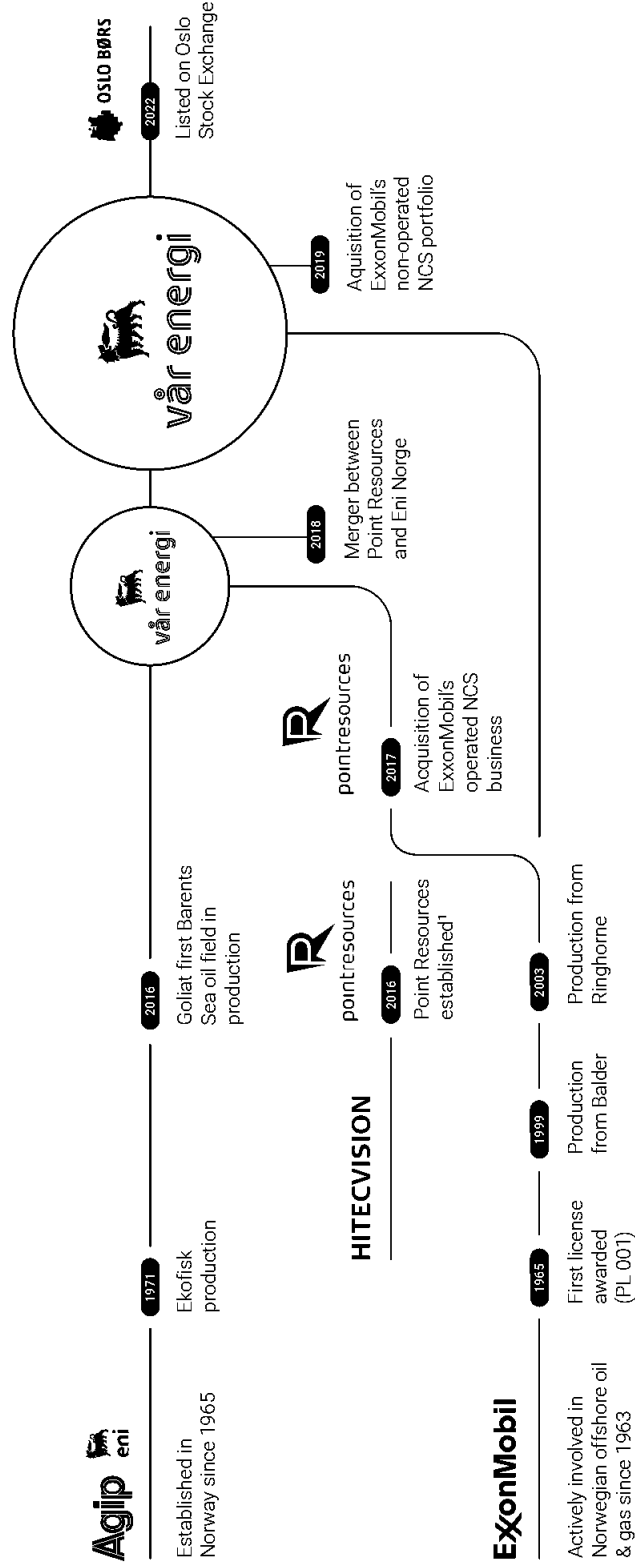 Agip
eni
Established in
Norway since 1965
1971
Ekofisk
production
2016
Goliat first Barents
Sea oil field in
production
vår energi
vår energi
2022
OSLO BØRS
Listed on Oslo
Stock Exchange
HITECVISION
pointresources
2016
Point Resources
established¹
pointresources
2017
Acquisition of
ExxonMobil's
operated NCS
business
2018
Merger between
Point Resources
and Eni Norge
2019
Aquisition of
ExxonMobil's
non-operated
NCS portfolio
ExxonMobil
Actively involved in
Norwegian offshore oil
& gas since 1963
1965
First license
awarded
(PL 001)
1999
Production
from Balder
2003
Production from
Ringhorne